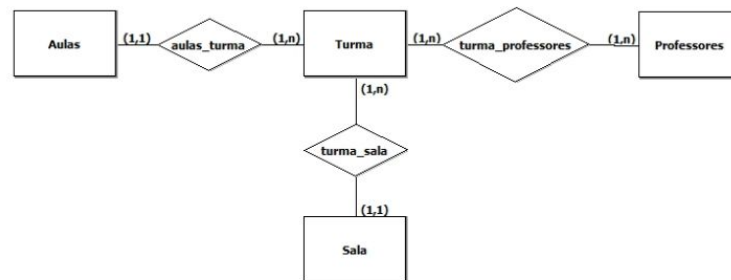 Aulas (1,1) aulas_turma (1,n) Turma (1,n) turma_professores (1,n) Professores
(1,n)
turma_sala
(1,1)
Sala